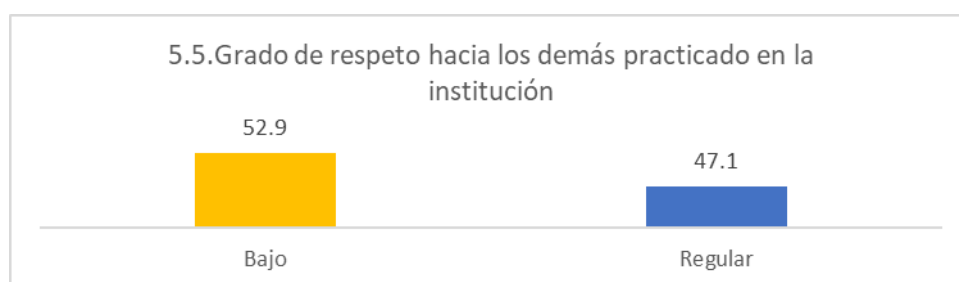 5.5.Grado de respeto hacia los demás practicado en la
institución
52.9
47.1
Bajo
Regular